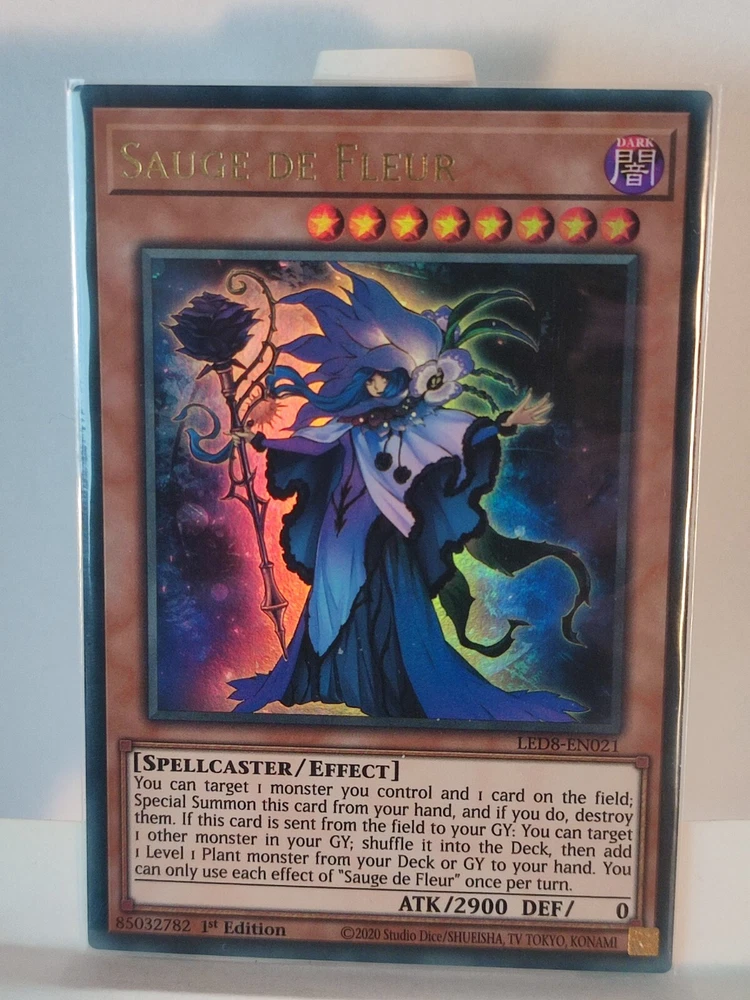 SAUGE DE FLEUR
DARK
闇
LED8-EN021
[SPELLCASTER/EFFECT]
You can target 1 monster you control and 1 card on the field;
Special Summon this card from your hand, and if you do, destroy
them. If this card is sent from the field to your GY: You can target
1 other monster in your GY; shuffle it into the Deck, then add
1 Level 1 Plant monster from your Deck or GY to your hand. You
can only use each effect of "Sauge de Fleur" once per turn.
ATK/2900 DEF/ 0
85032782 1st Edition ©2020 Studio Dice/SHUEISHA, TV TOKYO, KONAMI